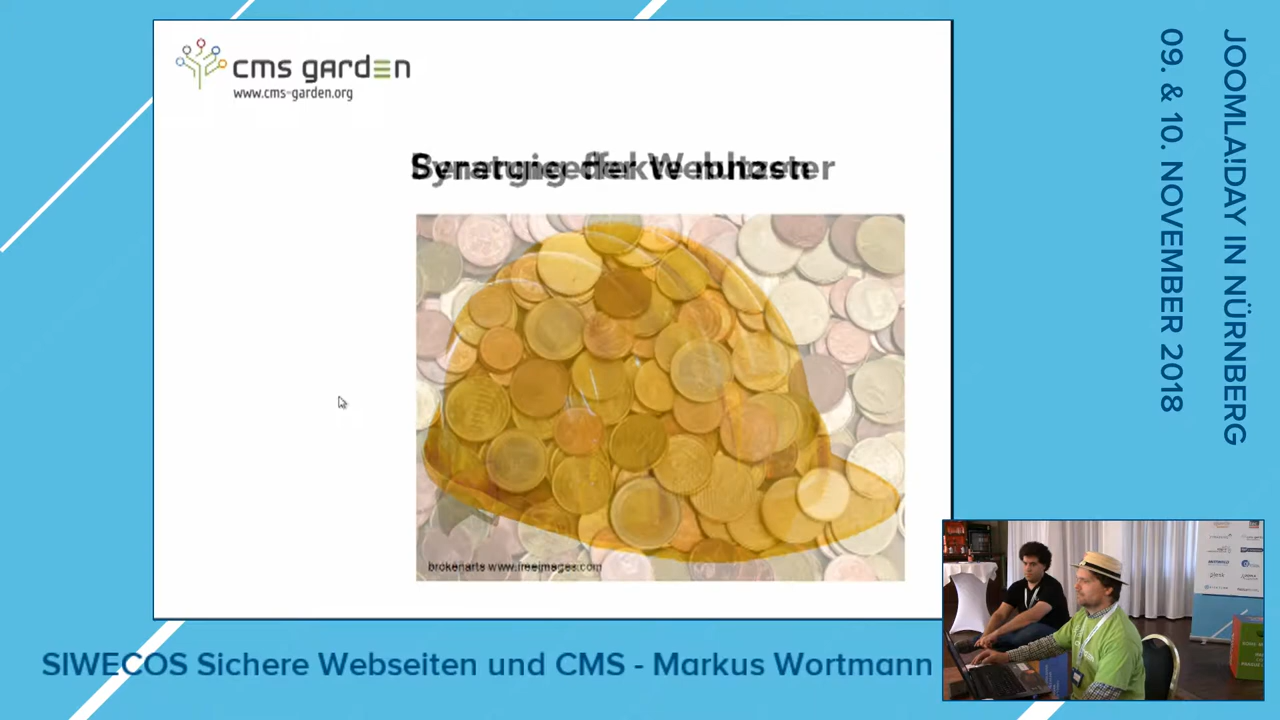 cms garden
www.cms-garden.org
brokenarts www.freeimages.com
JOOMLA!DAY IN NÜRNBERG
09. & 10. NOVEMBER 2018
SIWECOS Sichere Webseiten und CMS - Markus Wortmann